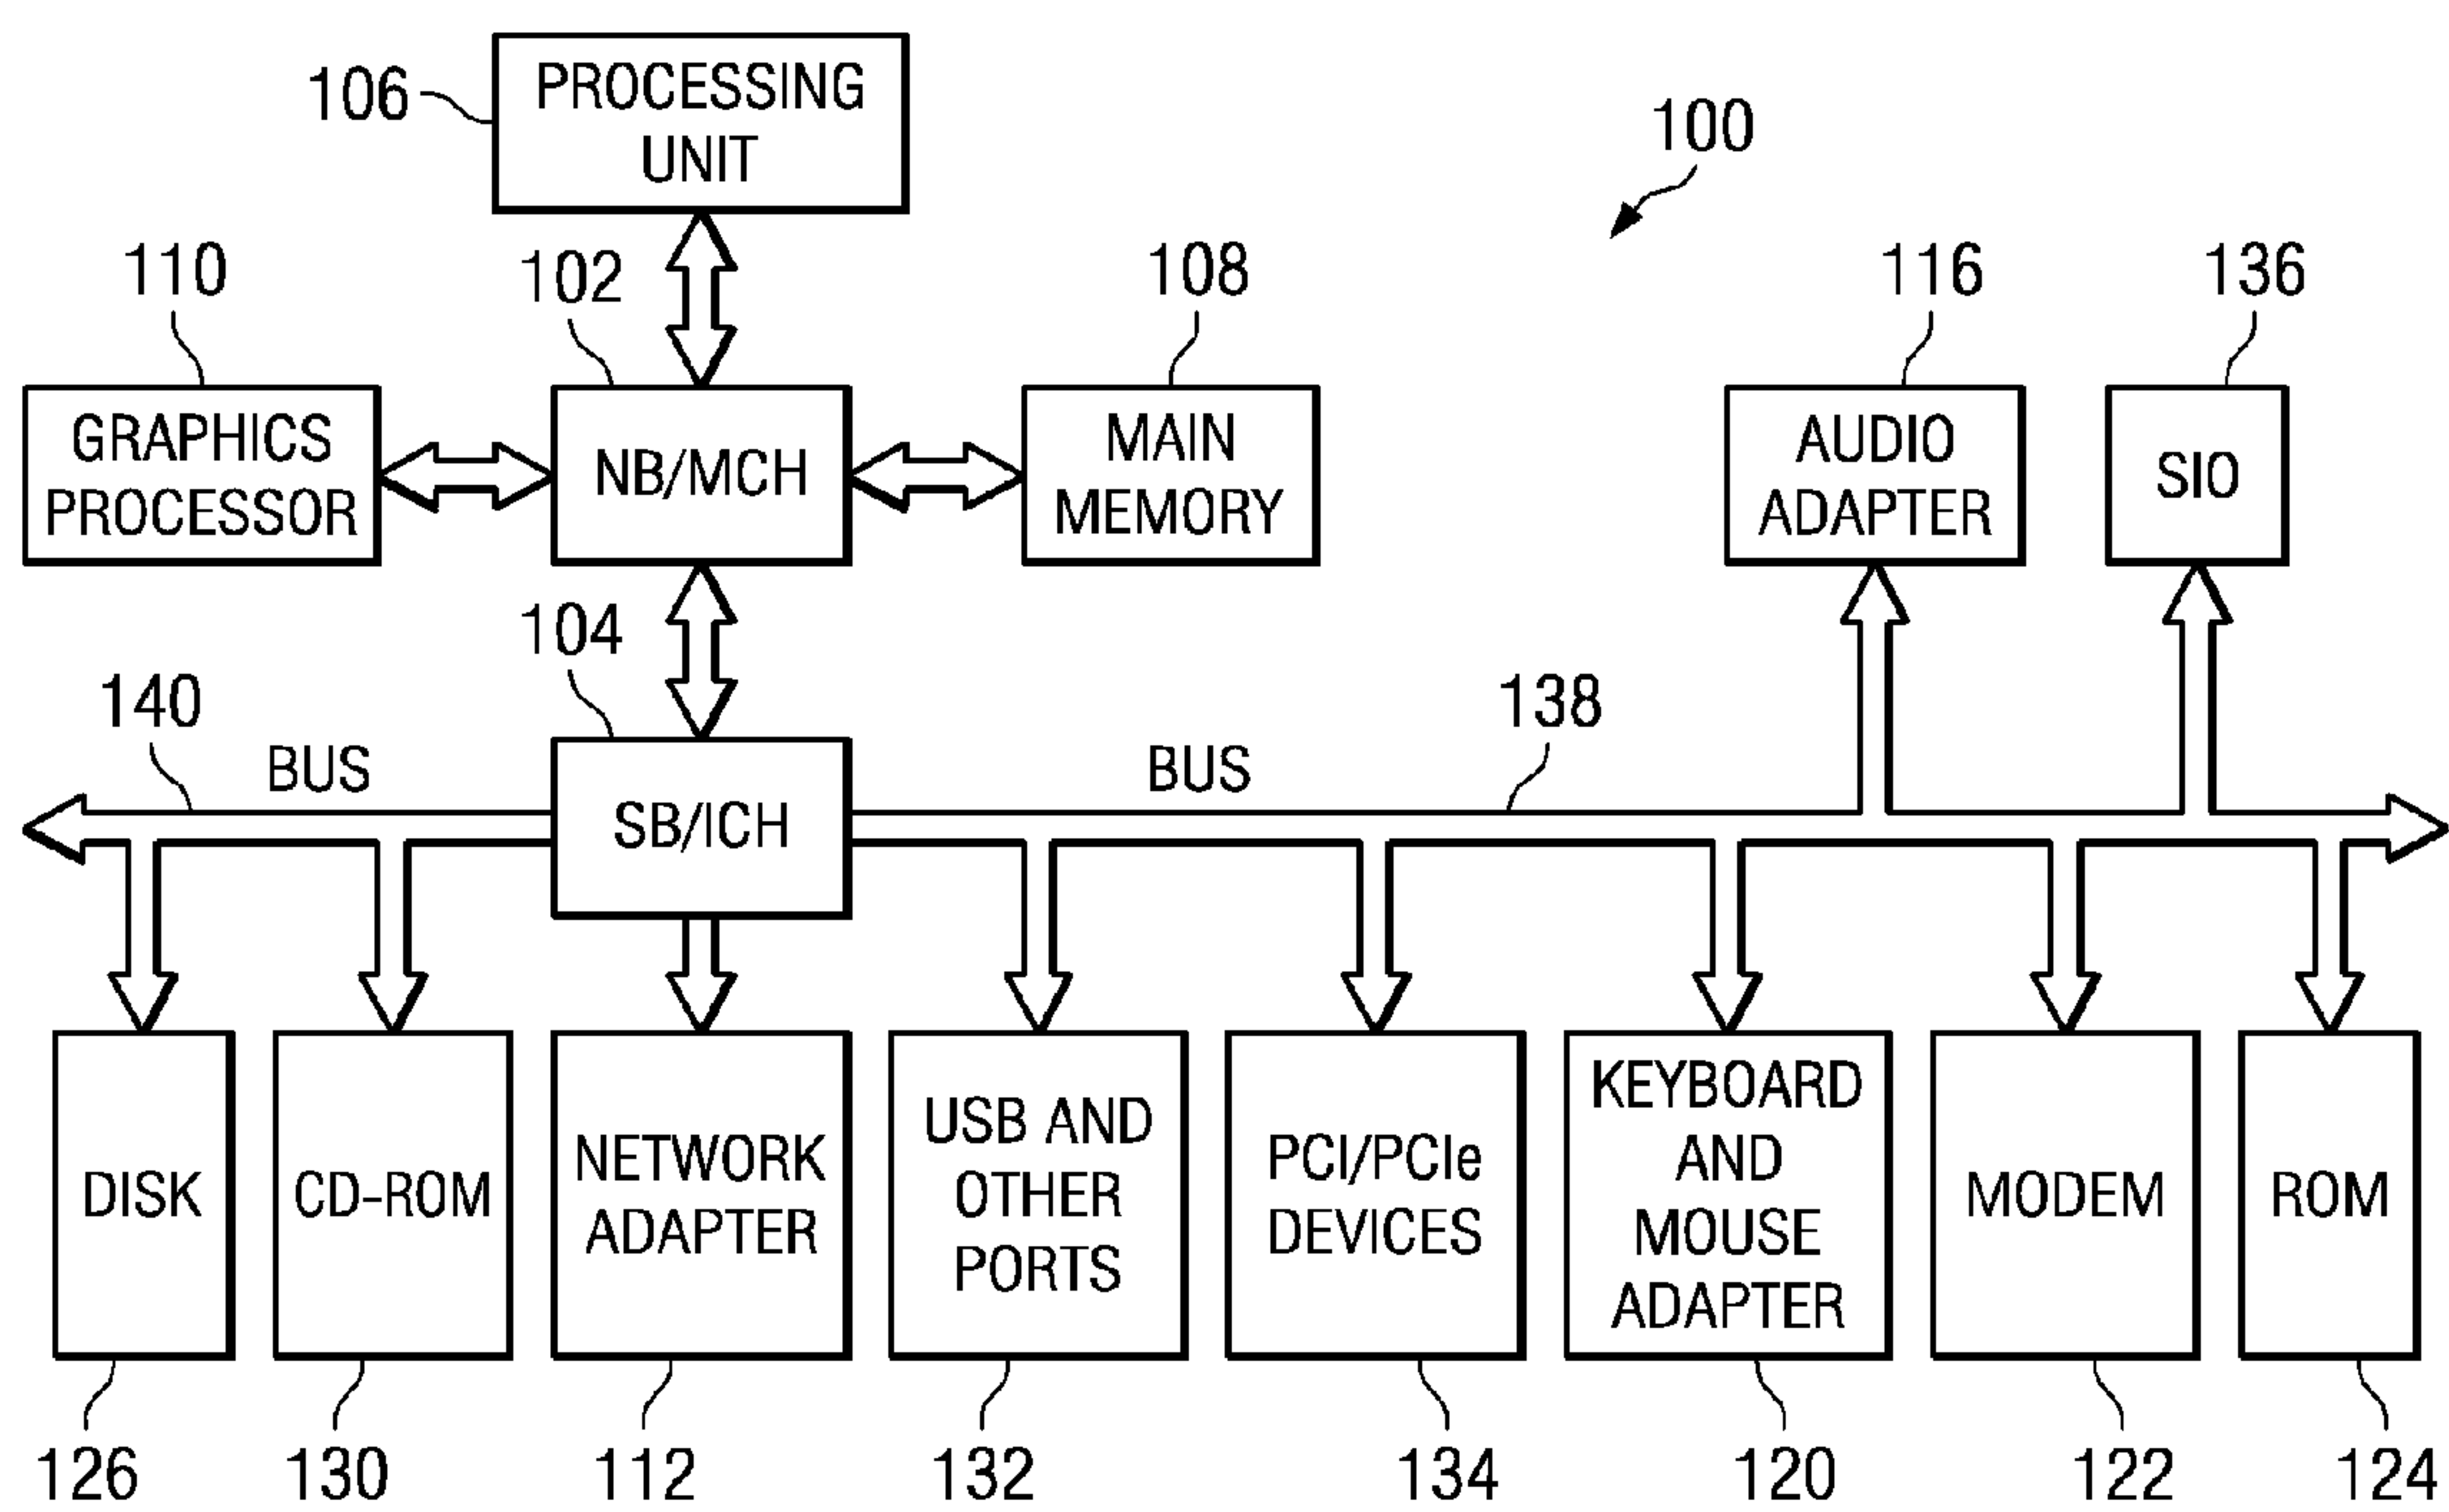 PROCESSING
UNIT
106
100
110
102
108
116
136
GRAPHICS
PROCESSOR
NB/MCH
MAIN
MEMORY
AUDIO
ADAPTER
SIO
104
140
BUS
BUS
138
SB/ICH
DISK
CD-ROM
NETWORK
ADAPTER
USB AND
OTHER
PORTS
PCI/PCIe
DEVICES
KEYBOARD
AND
MOUSE
ADAPTER
MODEM
ROM
126
130
112
132
134
120
122
124